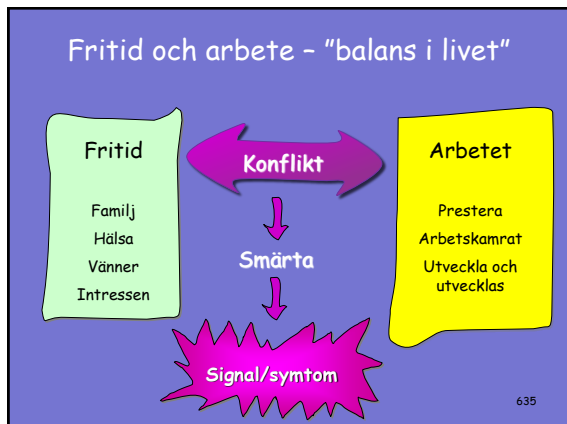 Fritid och arbete – ”balans i livet”
Fritid
Familj
Hälsa
Vänner
Intressen
Konflikt
Smärta
Signal/symtom
Arbetet
Prestera
Arbetskamrat
Utveckla och
utvecklas
635